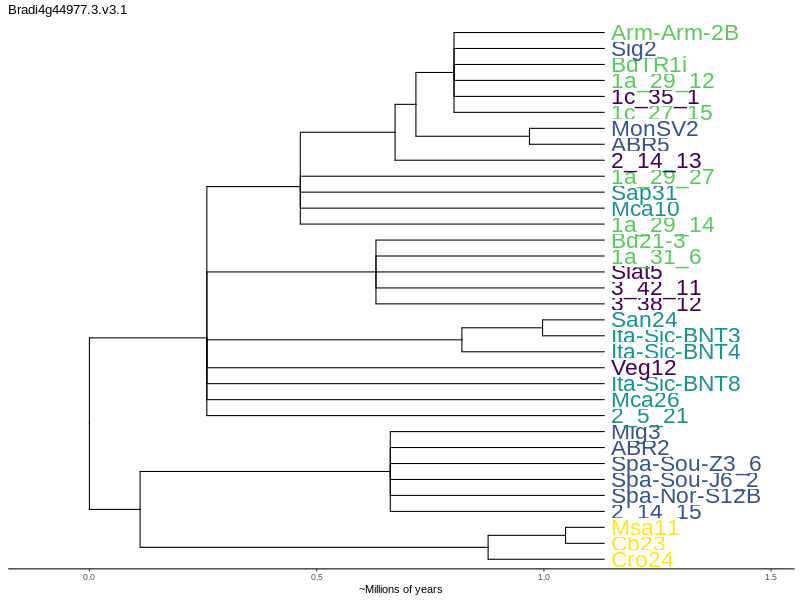 Bradi4g44977.3.v3.1
Arm-Arm-2B
Sig2
BdTR1i
1a_29_12
1c_35_1
1c_27_15
MonSV2
ABR5
2_14_13
1a_29_27
Sap31
Mca10
1a_29_14
Bd21-3
1a_31_6
Slat5
3_42_11
3_38_12
San24
Ita-Sic-BNT3
Ita-Sic-BNT4
Veg12
Ita-Sic-BNT8
Mca26
2_5_21
Mig3
ABR2
Spa-Sou-Z3_6
Spa-Sou-J6_2
Spa-Nor-S12B
2_14_15
Msa11
Cb23
Cro24
0.0 0.5 1.0 1.5
~Millions of years